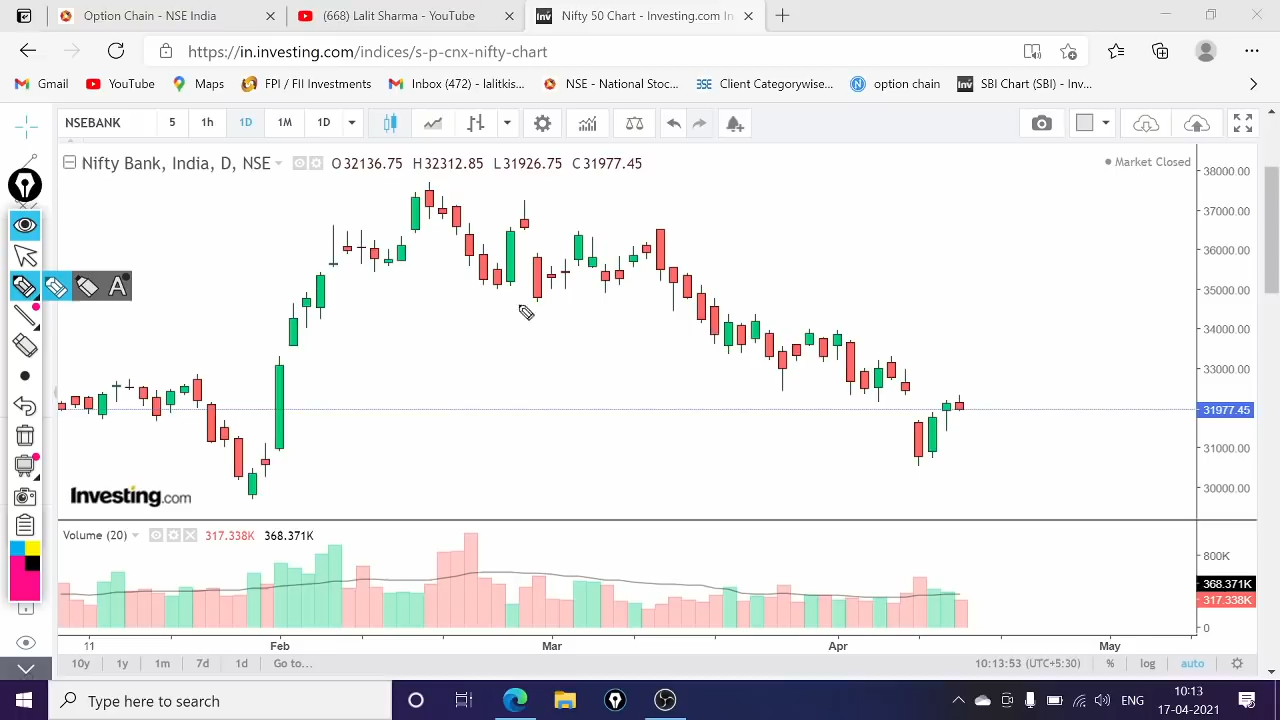 Option Chain - NSE India
(668) Lalit Sharma - YouTube
Nifty 50 Chart - Investing.com In
https://in.investing.com/indices/s-p-cnx-nifty-chart
Gmail
YouTube
Maps
FPI / FII Investments
Inbox (472) - lalitkis...
NSE - National Stoc...
Client Categorywise...
option chain
Inv
SBI Chart (SBI) - Inv...
NSEBANK 5 1h 1D 1M 1D
Nifty Bank, India, D, NSE O 32136.75 H 32312.85 L 31926.75 C 31977.45
Market Closed
38000.00
37000.00
36000.00
35000.00
34000.00
33000.00
31977.45
31000.00
30000.00
A
Investing.com
Volume (20) 317.338K 368.371K
800K
368.371K
317.338K
0
11 Feb Mar Apr May
10y 1y 1m 7d 1d Go to... 10:13:53 (UTC+5:30) % log auto
Type here to search
ENG
10:13
17-04-2021